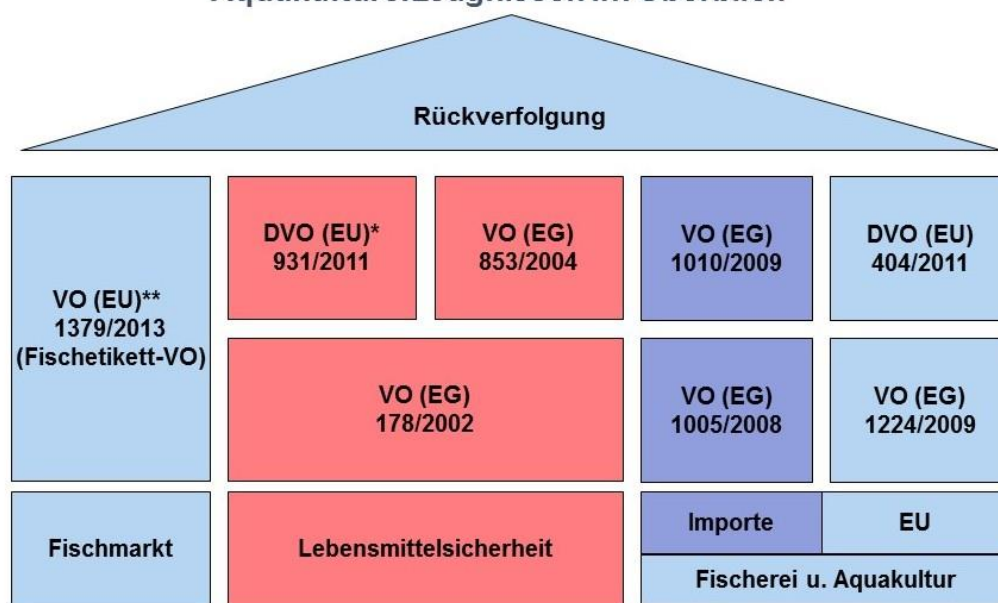 Rückverfolgung
VO (EU)**
1379/2013
(Fischetikett-VO)
DVO (EU)*
931/2011
VO (EG)
853/2004
VO (EG)
1010/2009
DVO (EU)
404/2011
VO (EG)
178/2002
VO (EG)
1005/2008
VO (EG)
1224/2009
Fischmarkt
Lebensmittelsicherheit
Importe
EU
Fischerei u. Aquakultur